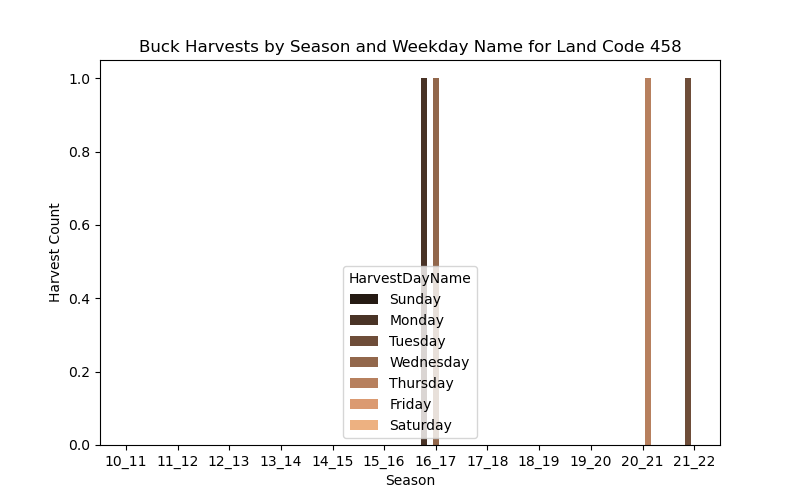 Buck Harvests by Season and Weekday Name for Land Code 458
1.0
0.8
0.6
0.4
0.2
0.0
Harvest Count
HarvestDayName
Sunday
Monday
Tuesday
Wednesday
Thursday
Friday
Saturday
10_11 11_12 12_13 13_14 14_15 15_16 16_17 17_18 18_19 19_20 20_21 21_22
Season